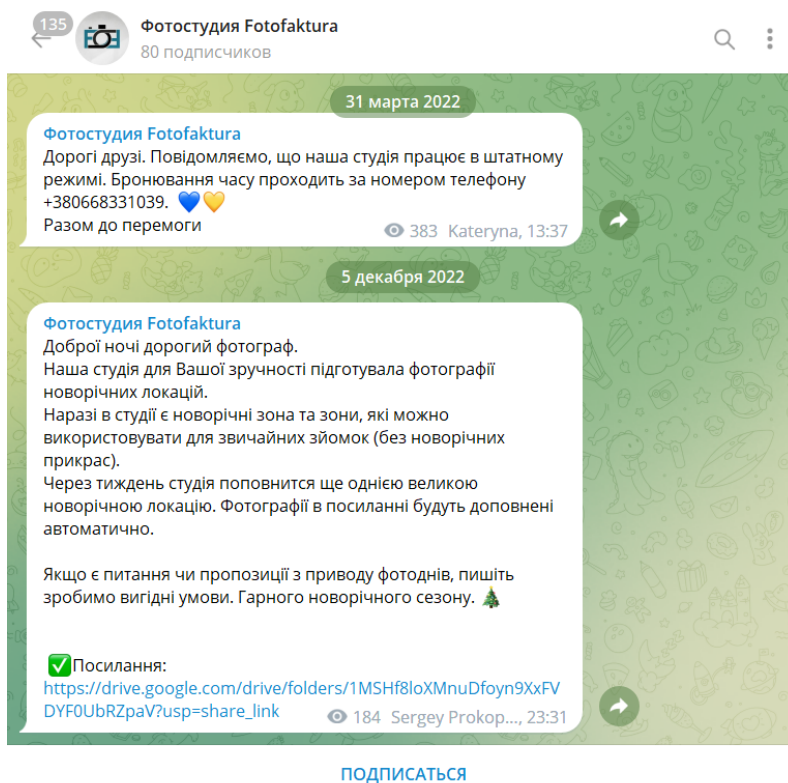 135
Фотостудия Fotofaktura
80 подписчиков
31 марта 2022
Фотостудия Fotofaktura
Дорогі друзі. Повідомляємо, що наша студія працює в штатному
режимі. Бронювання часу проходить за номером телефону
+380668331039. 💙💛
Разом до перемоги
383 Kateryna, 13:37
5 декабря 2022
Фотостудия Fotofaktura
Доброї ночі дорогий фотограф.
Наша студія для Вашої зручності підготувала фотографії
новорічних локацій.
Наразі в студії є новорічні зона та зони, які можно
використовувати для звичайних зйомок (без новорічних
прикрас).
Через тиждень студія поповнится ще однією великою
новорічною локацію. Фотографії в посиланні будуть доповнені
автоматично.
Якщо є питання чи пропозиції з приводу фотоднів, пишіть
зробимо вигідні умови. Гарного новорічного сезону. 🎄
✅Посилання:
https://drive.google.com/drive/folders/1MSHf8loXMnuDfoyn9XxFV
DYF0UbRZpaV?usp=share_link
184 Sergey Prokop..., 23:31
ПОДПИСАТЬСЯ